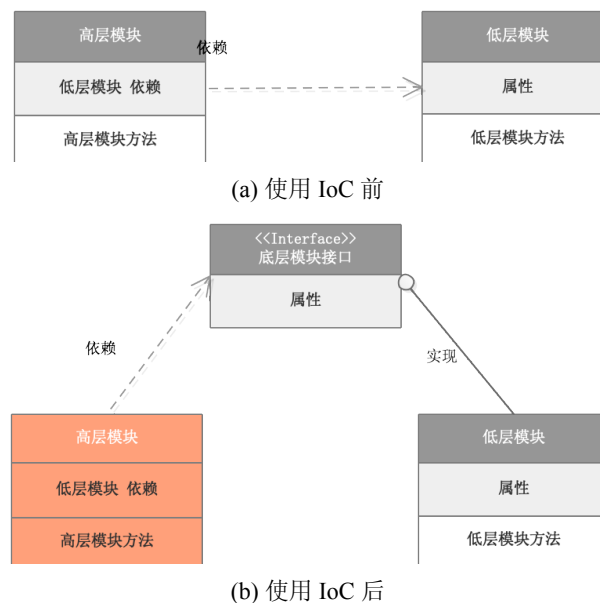 高层模块
依赖
低层模块
低层模块 依赖
属性
高层模块方法
低层模块方法
(a) 使用 IoC 前
<<Interface>>
底层模块接口
属性
依赖
实现
高层模块
低层模块
低层模块 依赖
属性
高层模块方法
低层模块方法
(b) 使用 IoC 后